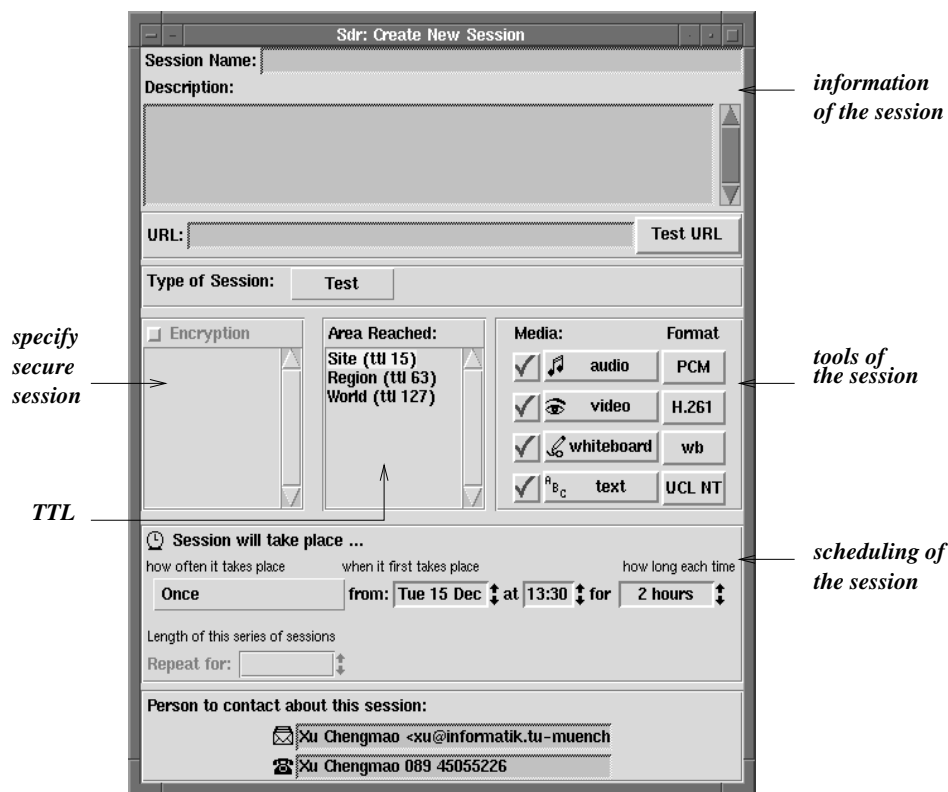 Sdr: Create New Session
Session Name:
Description:
information
of the session
URL:
Test URL
Type of Session:
Test
specify
secure
session
Encryption
Area Reached:
Site (ttl 15)
Region (ttl 63)
World (ttl 127)
TTL
Media:
Format
audio
PCM
video
H.261
whiteboard
wb
ABC
text
UCL NT
tools of
the session
Session will take place ...
how often it takes place
when it first takes place
how long each time
Once
from: Tue 15 Dec at 13:30 for 2 hours
scheduling of
the session
Length of this series of sessions
Repeat for:
Person to contact about this session:
Xu Chengmao <xu@informatik.tu-muench
Xu Chengmao 089 45055226